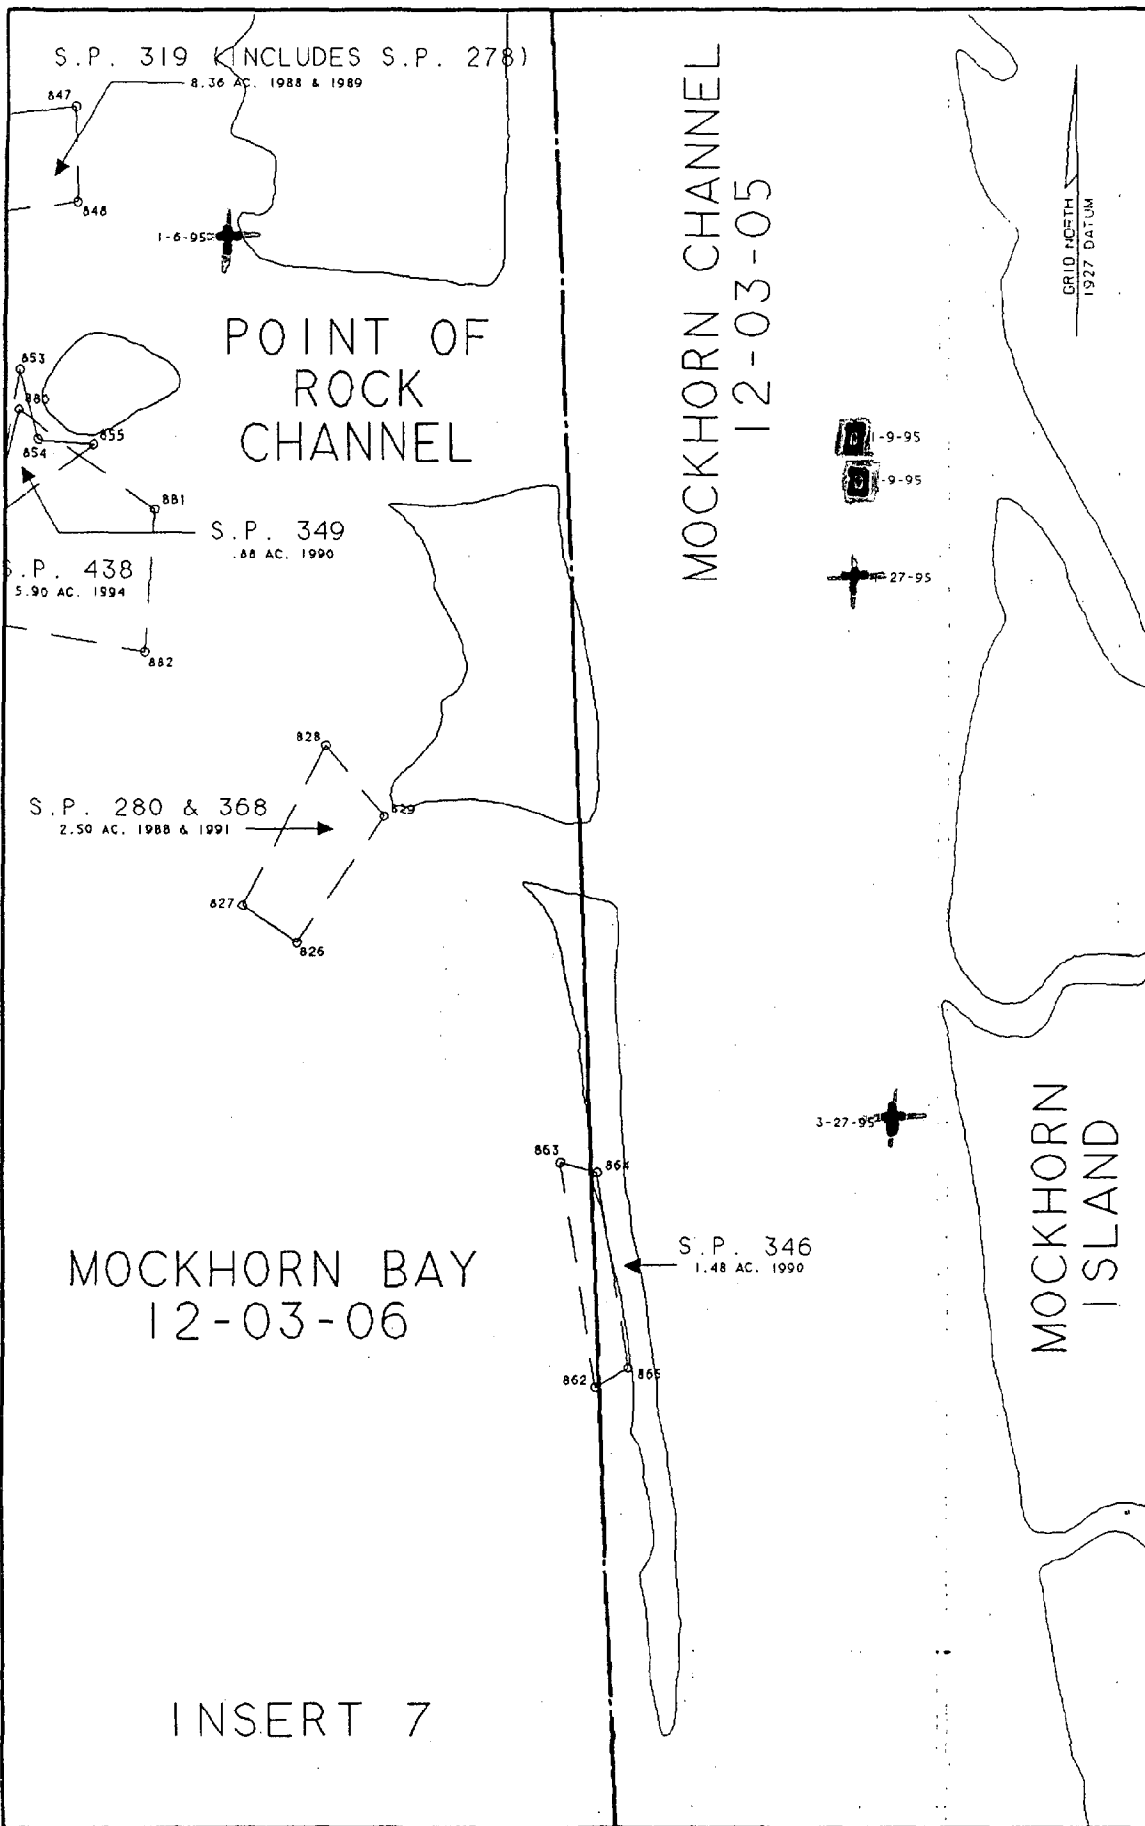 S.P. 319 (INCLUDES S.P. 278)
8.36 AC. 1988 & 1989
847
848
1-6-95
POINT OF
ROCK
CHANNEL
MOCKHORN CHANNEL
12-03-05
GRID NORTH
1927 DATUM
853
880
854
855
881
S.P. 349
.88 AC. 1990
S.P. 438
5.90 AC. 1994
882
1-9-95
-9-95
27-95
828
829
S.P. 280 & 368
2.50 AC. 1988 & 1991
827
826
3-27-95
863
864
S.P. 346
1.48 AC. 1990
862
865
MOCKHORN BAY
12-03-06
MOCKHORN
ISLAND
INSERT 7